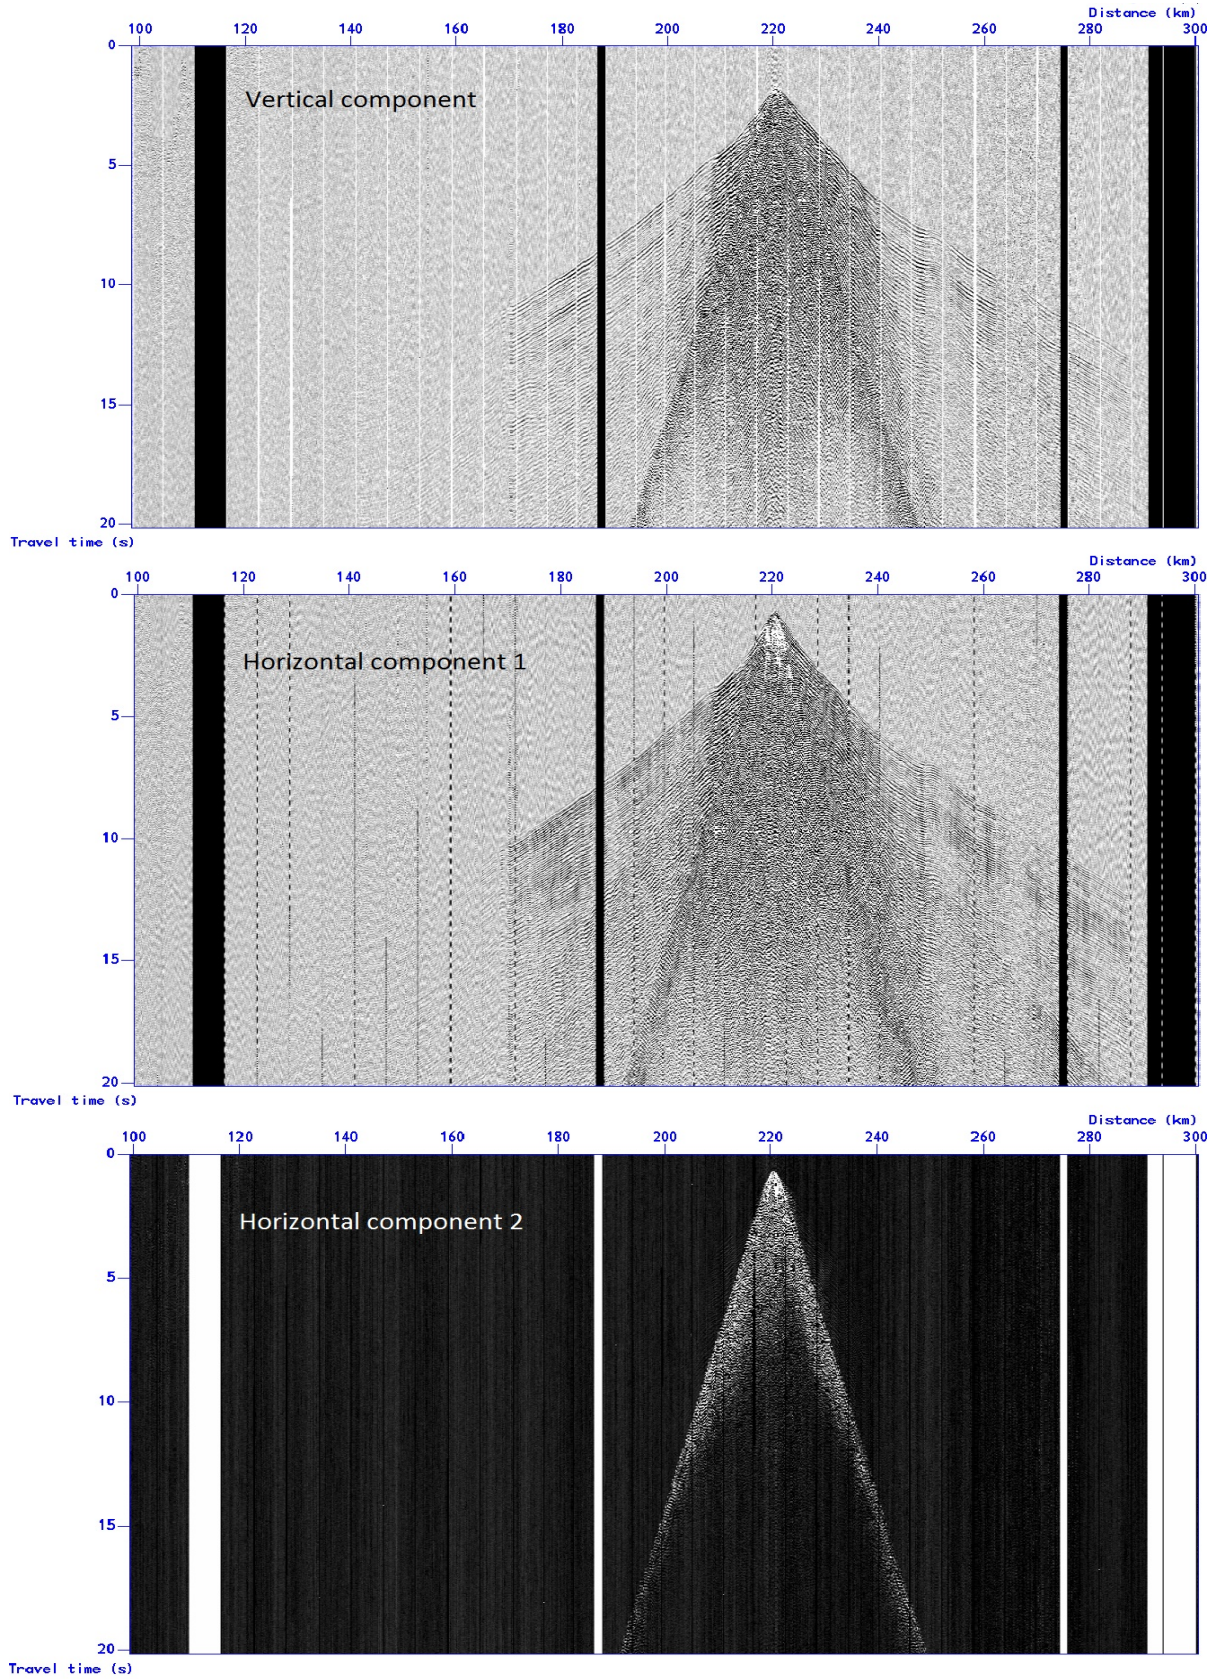 Distance (km)
100 120 140 160 180 200 220 240 260 280 300
0
Vertical component
5
10
15
20
Travel time (s)
Distance (km)
100 120 140 160 180 200 220 240 260 280 300
0
Horizontal component 1
5
10
15
20
Travel time (s)
Distance (km)
100 120 140 160 180 200 220 240 260 280 300
0
Horizontal component 2
5
10
15
20
Travel time (s)